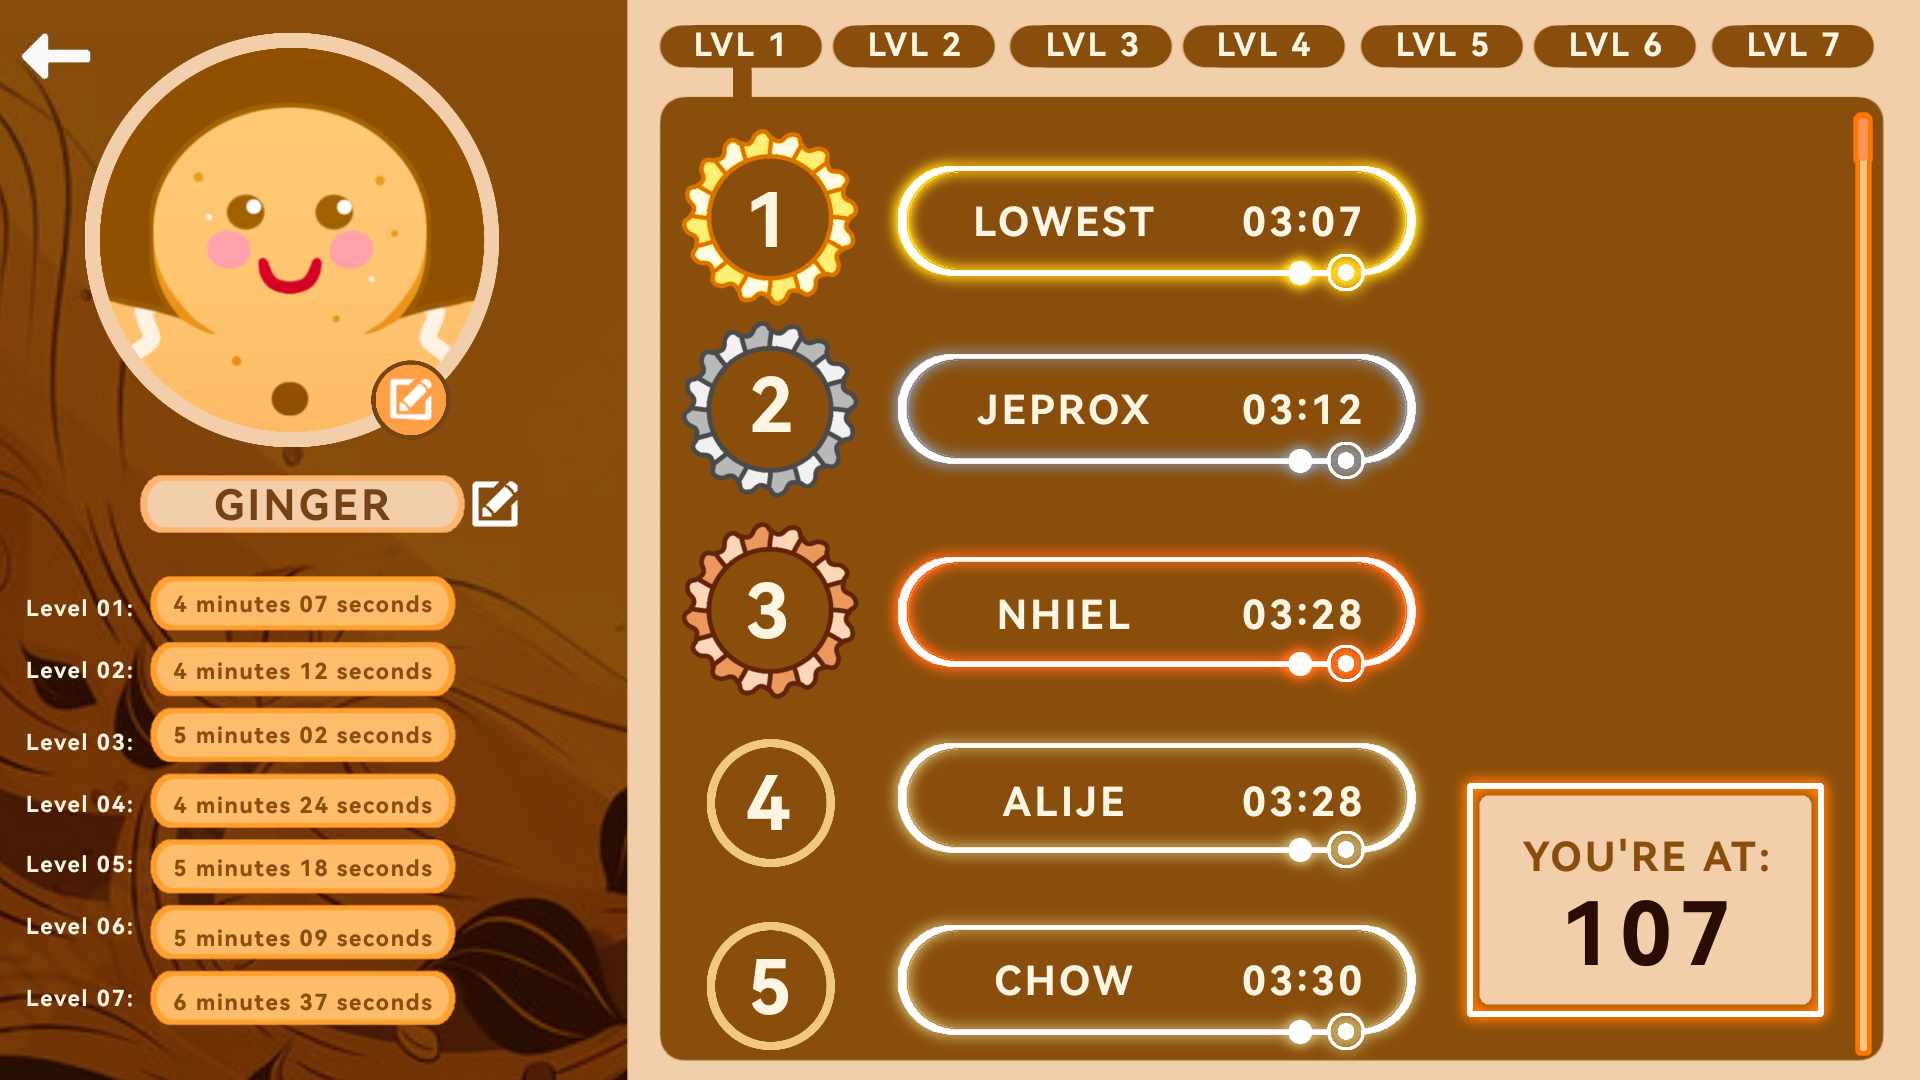 GINGER
Level 01: 4 minutes 07 seconds
Level 02: 4 minutes 12 seconds
Level 03: 5 minutes 02 seconds
Level 04: 4 minutes 24 seconds
Level 05: 5 minutes 18 seconds
Level 06: 5 minutes 09 seconds
Level 07: 6 minutes 37 seconds
LVL 1 LVL 2 LVL 3 LVL 4 LVL 5 LVL 6 LVL 7
1 LOWEST 03:07
2 JEPROX 03:12
3 NHIEL 03:28
4 ALIJE 03:28
5 CHOW 03:30
YOU'RE AT:
107